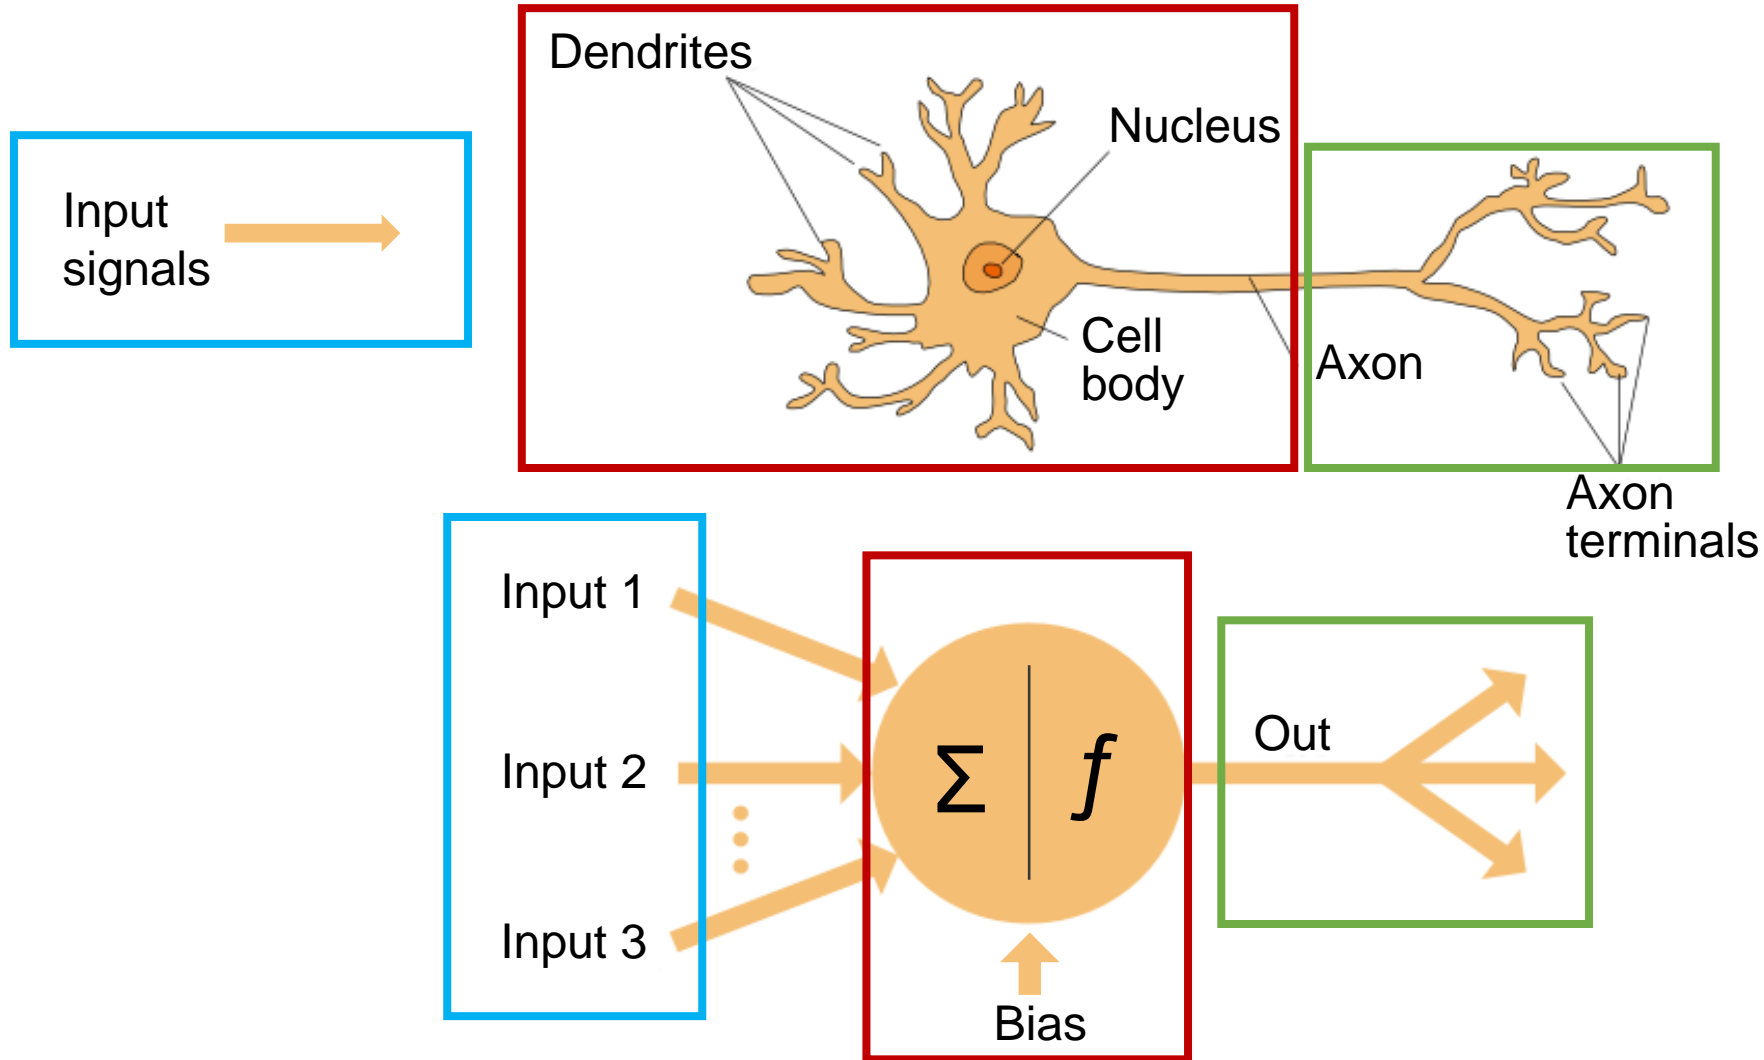 Dendrites
Nucleus
Input
signals
Cell
body
Axon
Axon
terminals
Input 1
Input 2
Out
Σ
f
Input 3
Bias